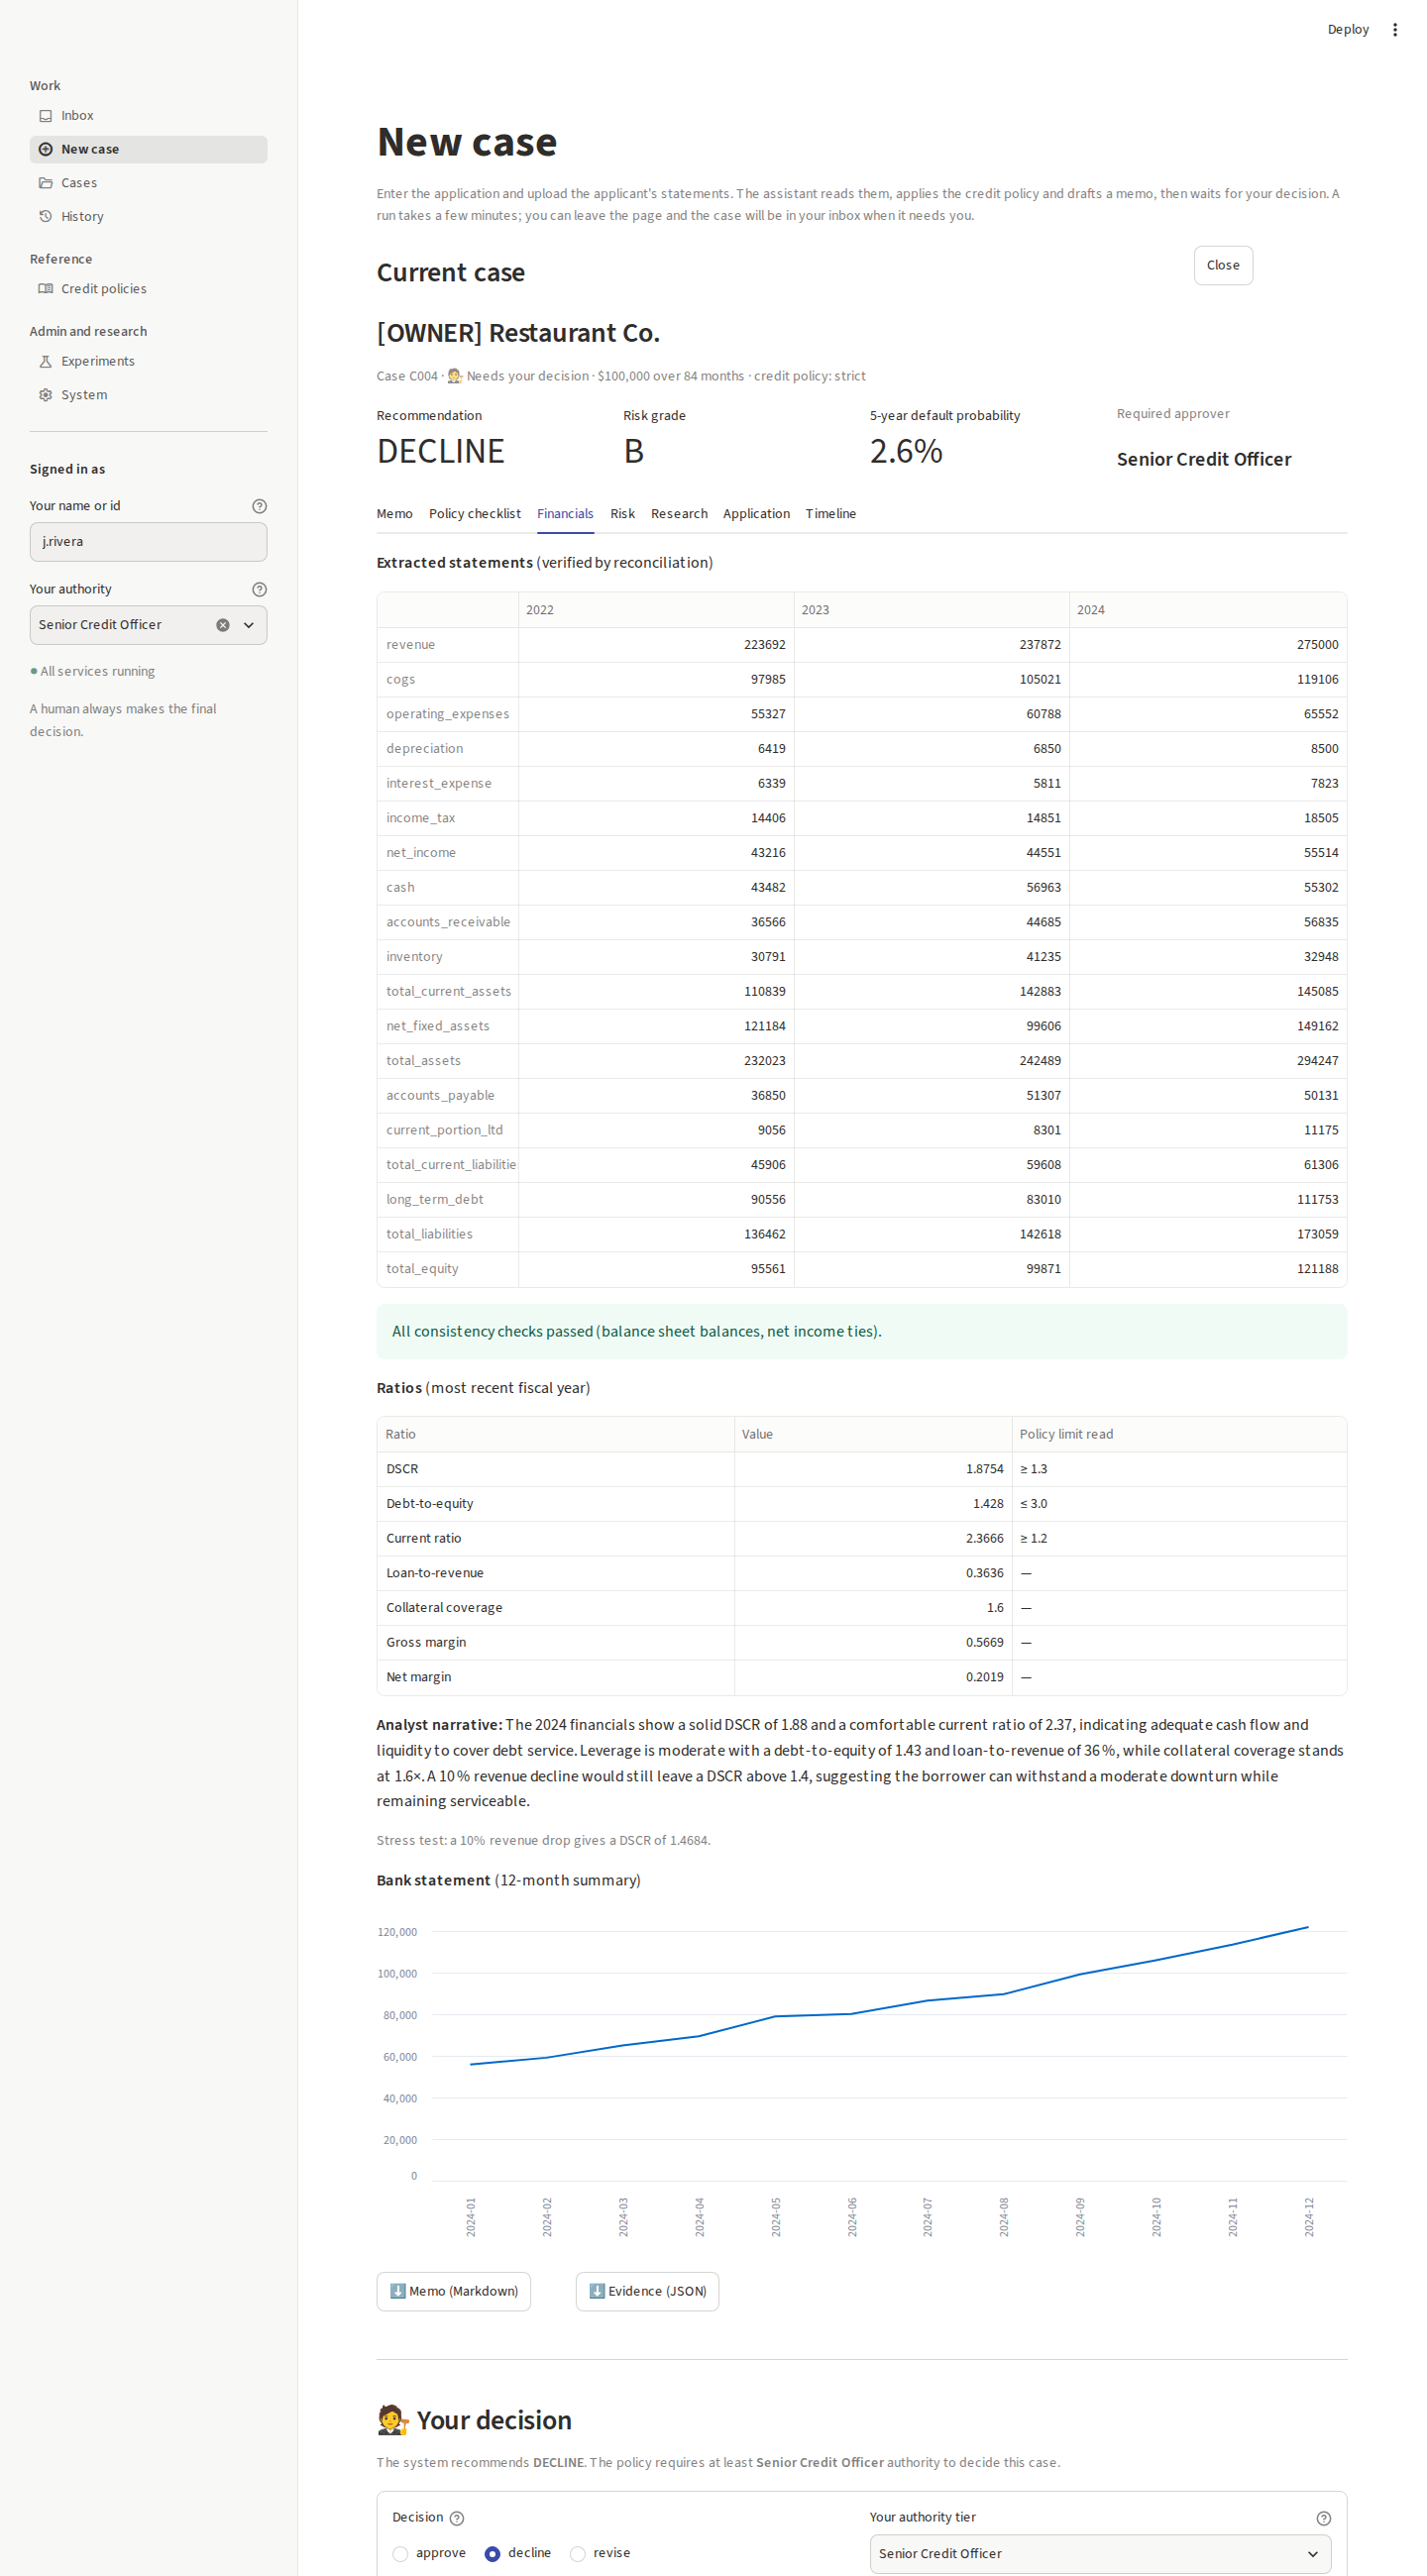 Deploy
Work
Inbox
New case
Cases
History
Reference
Credit policies
Admin and research
Experiments
System
Signed in as
Your name or id
j.rivera
Your authority
Senior Credit Officer
All services running
A human always makes the final
decision.
New case
Enter the application and upload the applicant's statements. The assistant reads them, applies the credit policy and drafts a memo, then waits for your decision. A
run takes a few minutes; you can leave the page and the case will be in your inbox when it needs you.
Current case
Close
[OWNER] Restaurant Co.
Case C004 · 🧑‍⚖️ Needs your decision · $100,000 over 84 months · credit policy: strict
Recommendation Risk grade 5-year default probability Required approver
DECLINE B 2.6% Senior Credit Officer
Memo Policy checklist Financials Risk Research Application Timeline
Extracted statements (verified by reconciliation)
2022 2023 2024
revenue 223692 237872 275000
cogs 97985 105021 119106
operating_expenses 55327 60788 65552
depreciation 6419 6850 8500
interest_expense 6339 5811 7823
income_tax 14406 14851 18505
net_income 43216 44551 55514
cash 43482 56963 55302
accounts_receivable 36566 44685 56835
inventory 30791 41235 32948
total_current_assets 110839 142883 145085
net_fixed_assets 121184 99606 149162
total_assets 232023 242489 294247
accounts_payable 36850 51307 50131
current_portion_ltd 9056 8301 11175
total_current_liabilitie 45906 59608 61306
long_term_debt 90556 83010 111753
total_liabilities 136462 142618 173059
total_equity 95561 99871 121188
All consistency checks passed (balance sheet balances, net income ties).
Ratios (most recent fiscal year)
Ratio Value Policy limit read
DSCR 1.8754 ≥ 1.3
Debt-to-equity 1.428 ≤ 3.0
Current ratio 2.3666 ≥ 1.2
Loan-to-revenue 0.3636 —
Collateral coverage 1.6 —
Gross margin 0.5669 —
Net margin 0.2019 —
Analyst narrative: The 2024 financials show a solid DSCR of 1.88 and a comfortable current ratio of 2.37, indicating adequate cash flow and
liquidity to cover debt service. Leverage is moderate with a debt-to-equity of 1.43 and loan-to-revenue of 36 %, while collateral coverage stands
at 1.6×. A 10 % revenue decline would still leave a DSCR above 1.4, suggesting the borrower can withstand a moderate downturn while
remaining serviceable.
Stress test: a 10% revenue drop gives a DSCR of 1.4684.
Bank statement (12-month summary)
120,000
100,000
80,000
60,000
40,000
20,000
0
2024-01 2024-02 2024-03 2024-04 2024-05 2024-06 2024-07 2024-08 2024-09 2024-10 2024-11 2024-12
⬇️ Memo (Markdown) ⬇️ Evidence (JSON)
🧑‍⚖️ Your decision
The system recommends DECLINE. The policy requires at least Senior Credit Officer authority to decide this case.
Decision Your authority tier
approve decline revise Senior Credit Officer